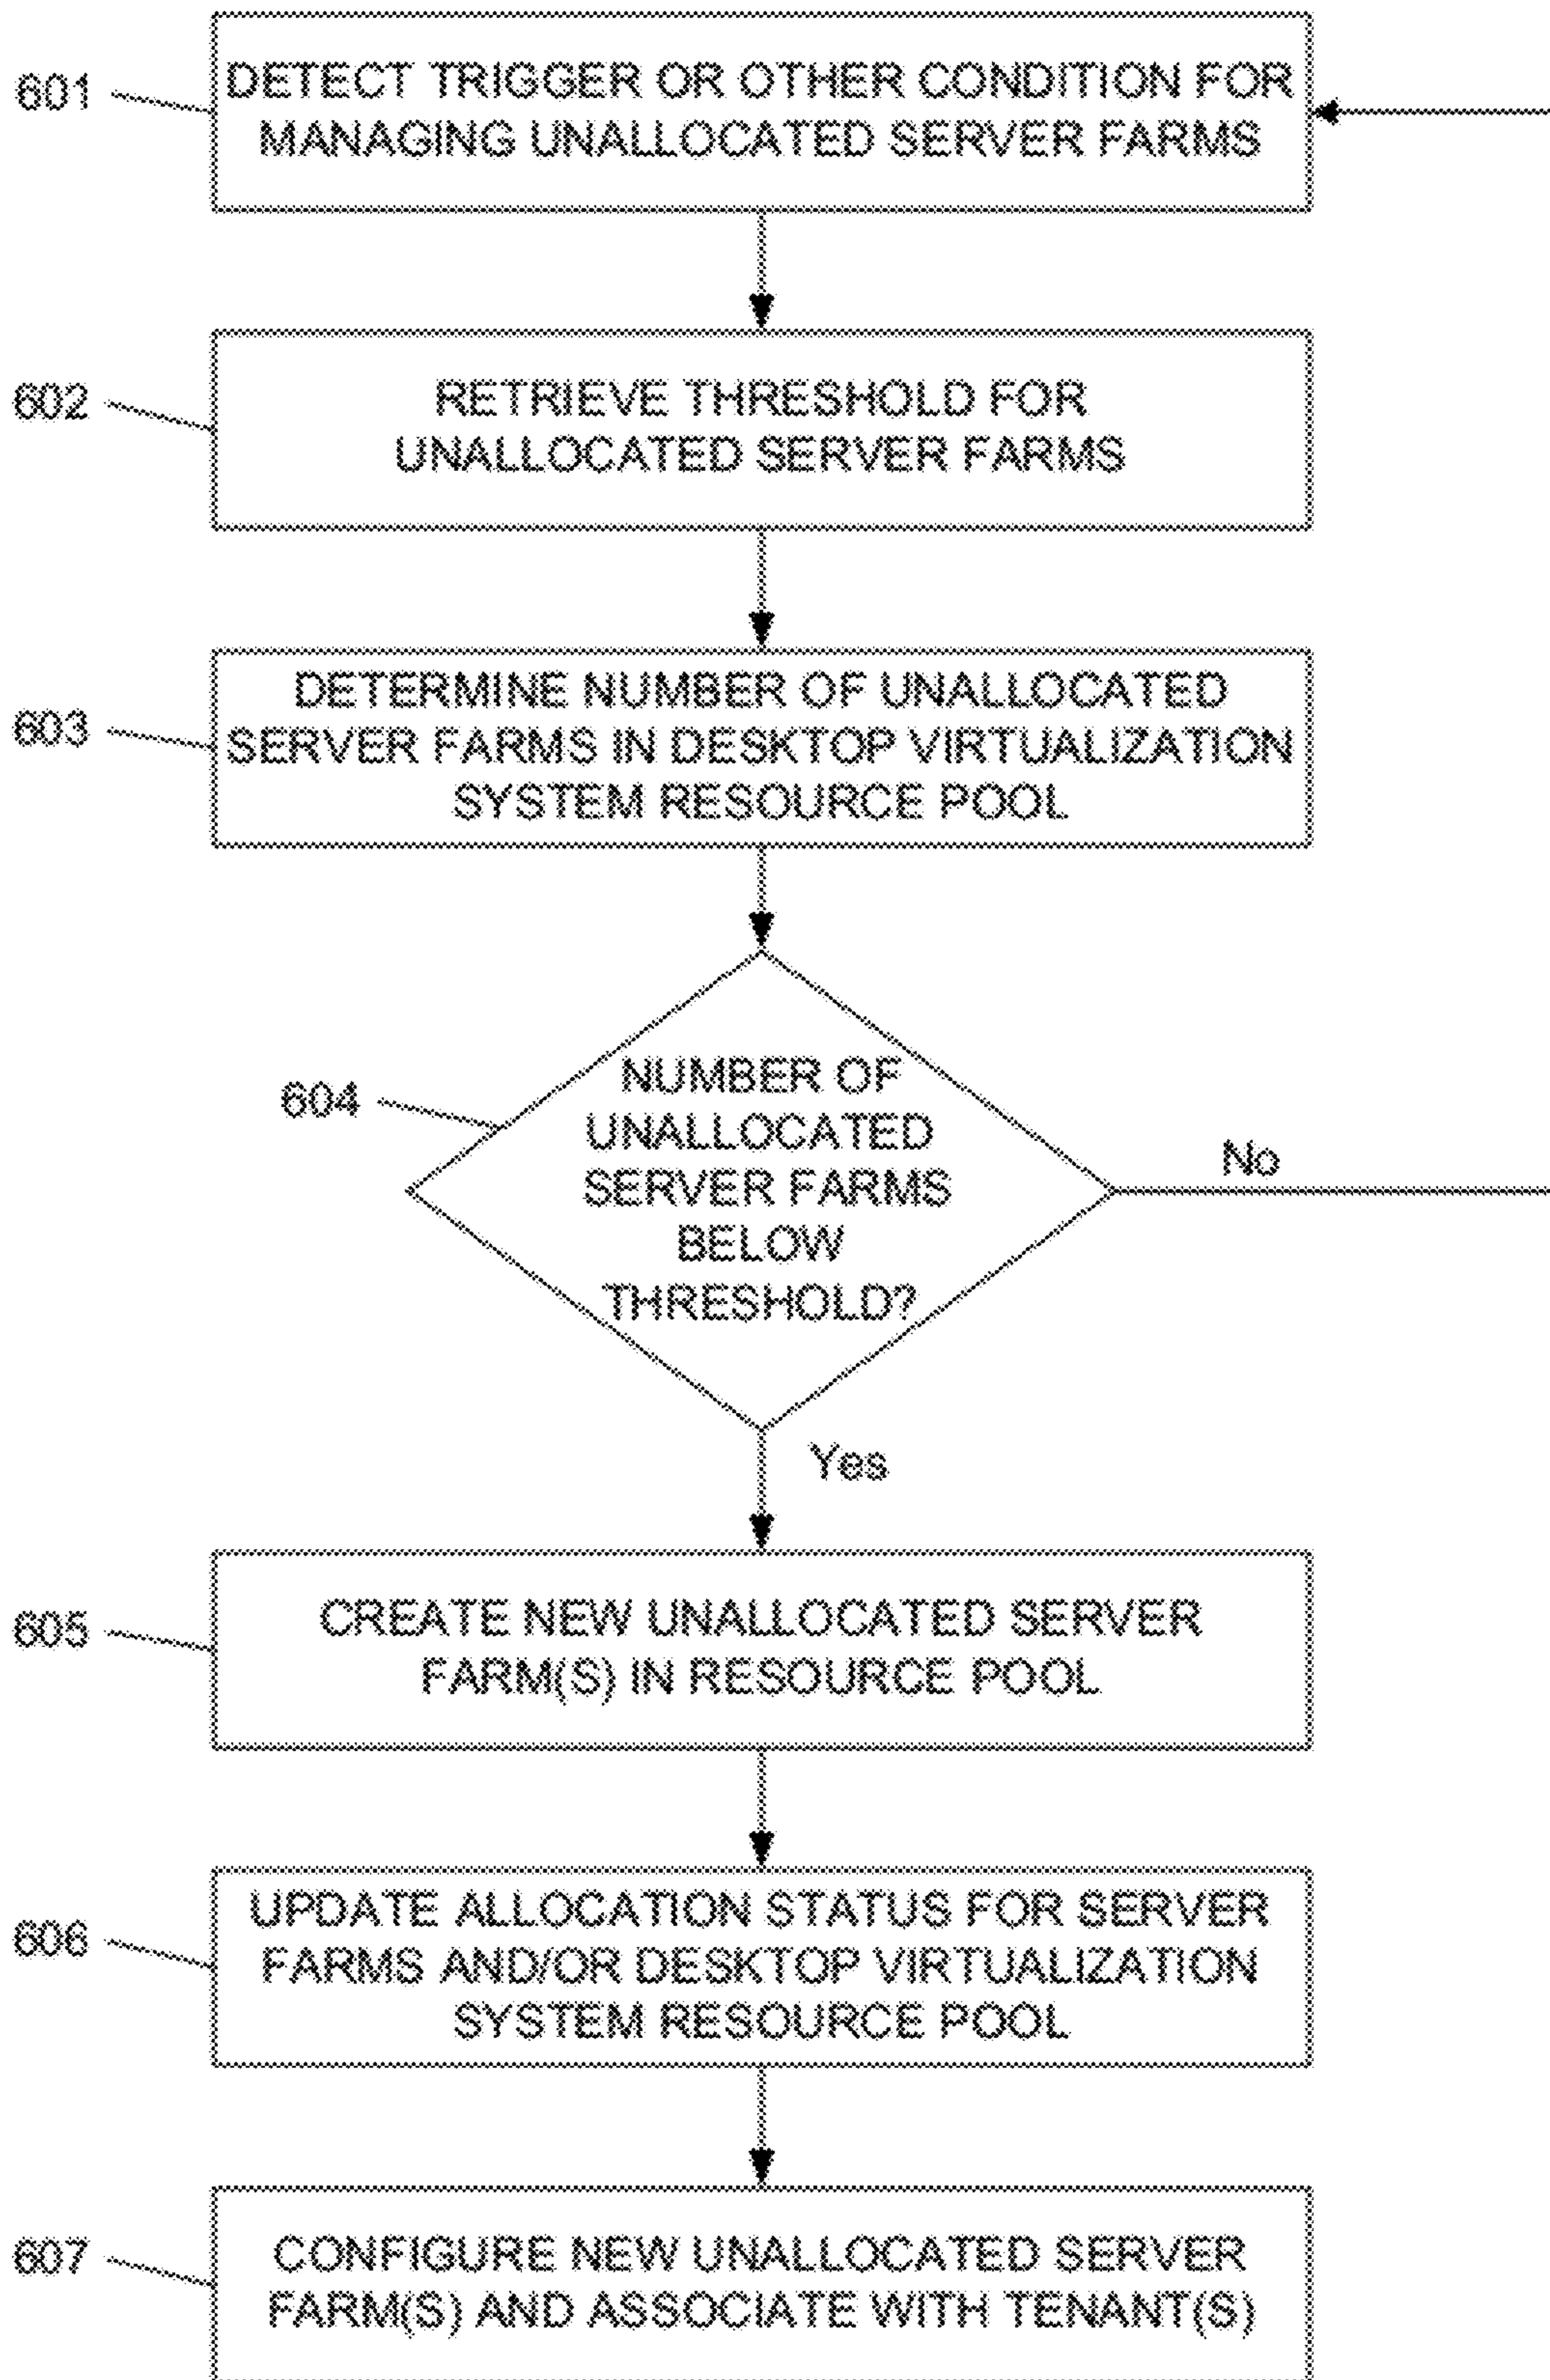 601
DETECT TRIGGER OR OTHER CONDITION FOR
MANAGING UNALLOCATED SERVER FARMS
602
RETRIEVE THRESHOLD FOR
UNALLOCATED SERVER FARMS
603
DETERMINE NUMBER OF UNALLOCATED
SERVER FARMS IN DESKTOP VIRTUALIZATION
SYSTEM RESOURCE POOL
604
NUMBER OF
UNALLOCATED
SERVER FARMS
BELOW
THRESHOLD?
No
Yes
605
CREATE NEW UNALLOCATED SERVER
FARM(S) IN RESOURCE POOL
606
UPDATE ALLOCATION STATUS FOR SERVER
FARMS AND/OR DESKTOP VIRTUALIZATION
SYSTEM RESOURCE POOL
607
CONFIGURE NEW UNALLOCATED SERVER
FARM(S) AND ASSOCIATE WITH TENANT(S)